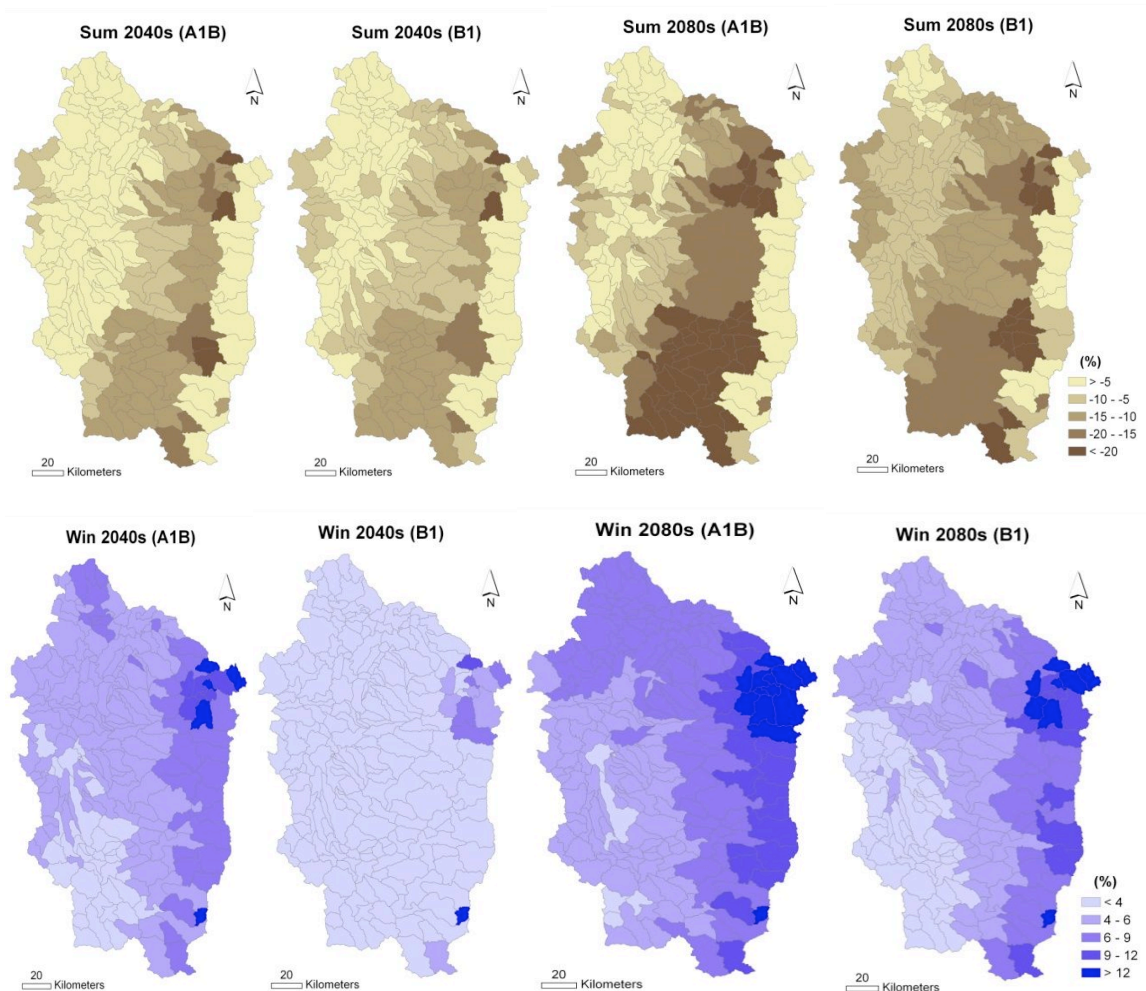 Sum 2040s (A1B)
Sum 2040s (B1)
Sum 2080s (A1B)
Sum 2080s (B1)
N
N
N
N
(%)
> -5
-10 - -5
-15 - -10
-20 - -15
< -20
20
Kilometers
20
Kilometers
20
Kilometers
20
Kilometers
Win 2040s (A1B)
Win 2040s (B1)
Win 2080s (A1B)
Win 2080s (B1)
N
N
N
N
(%)
< 4
4 - 6
6 - 9
9 - 12
> 12
20
Kilometers
20
Kilometers
20
Kilometers
20
Kilometers